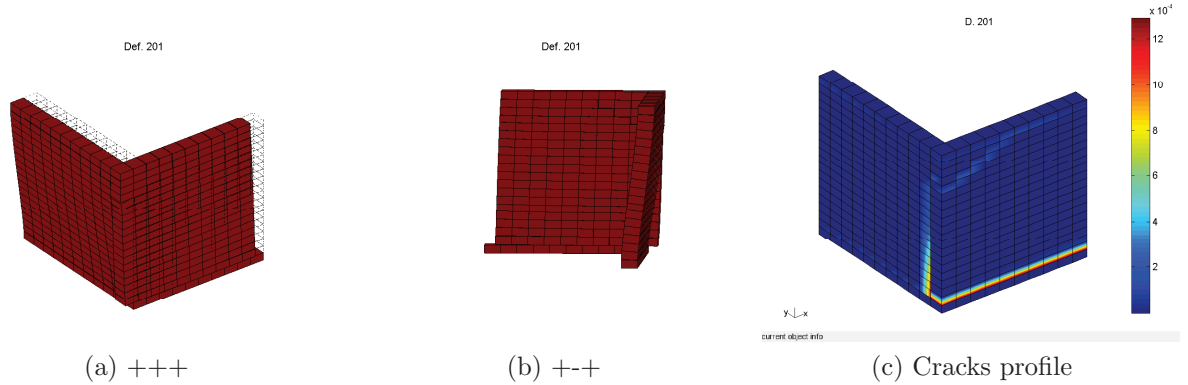 Def. 201
Def. 201
D. 201
x 10⁻⁴
12
10
8
6
4
2
y
x
current object info
(a) +++
(b) +-+
(c) Cracks profile